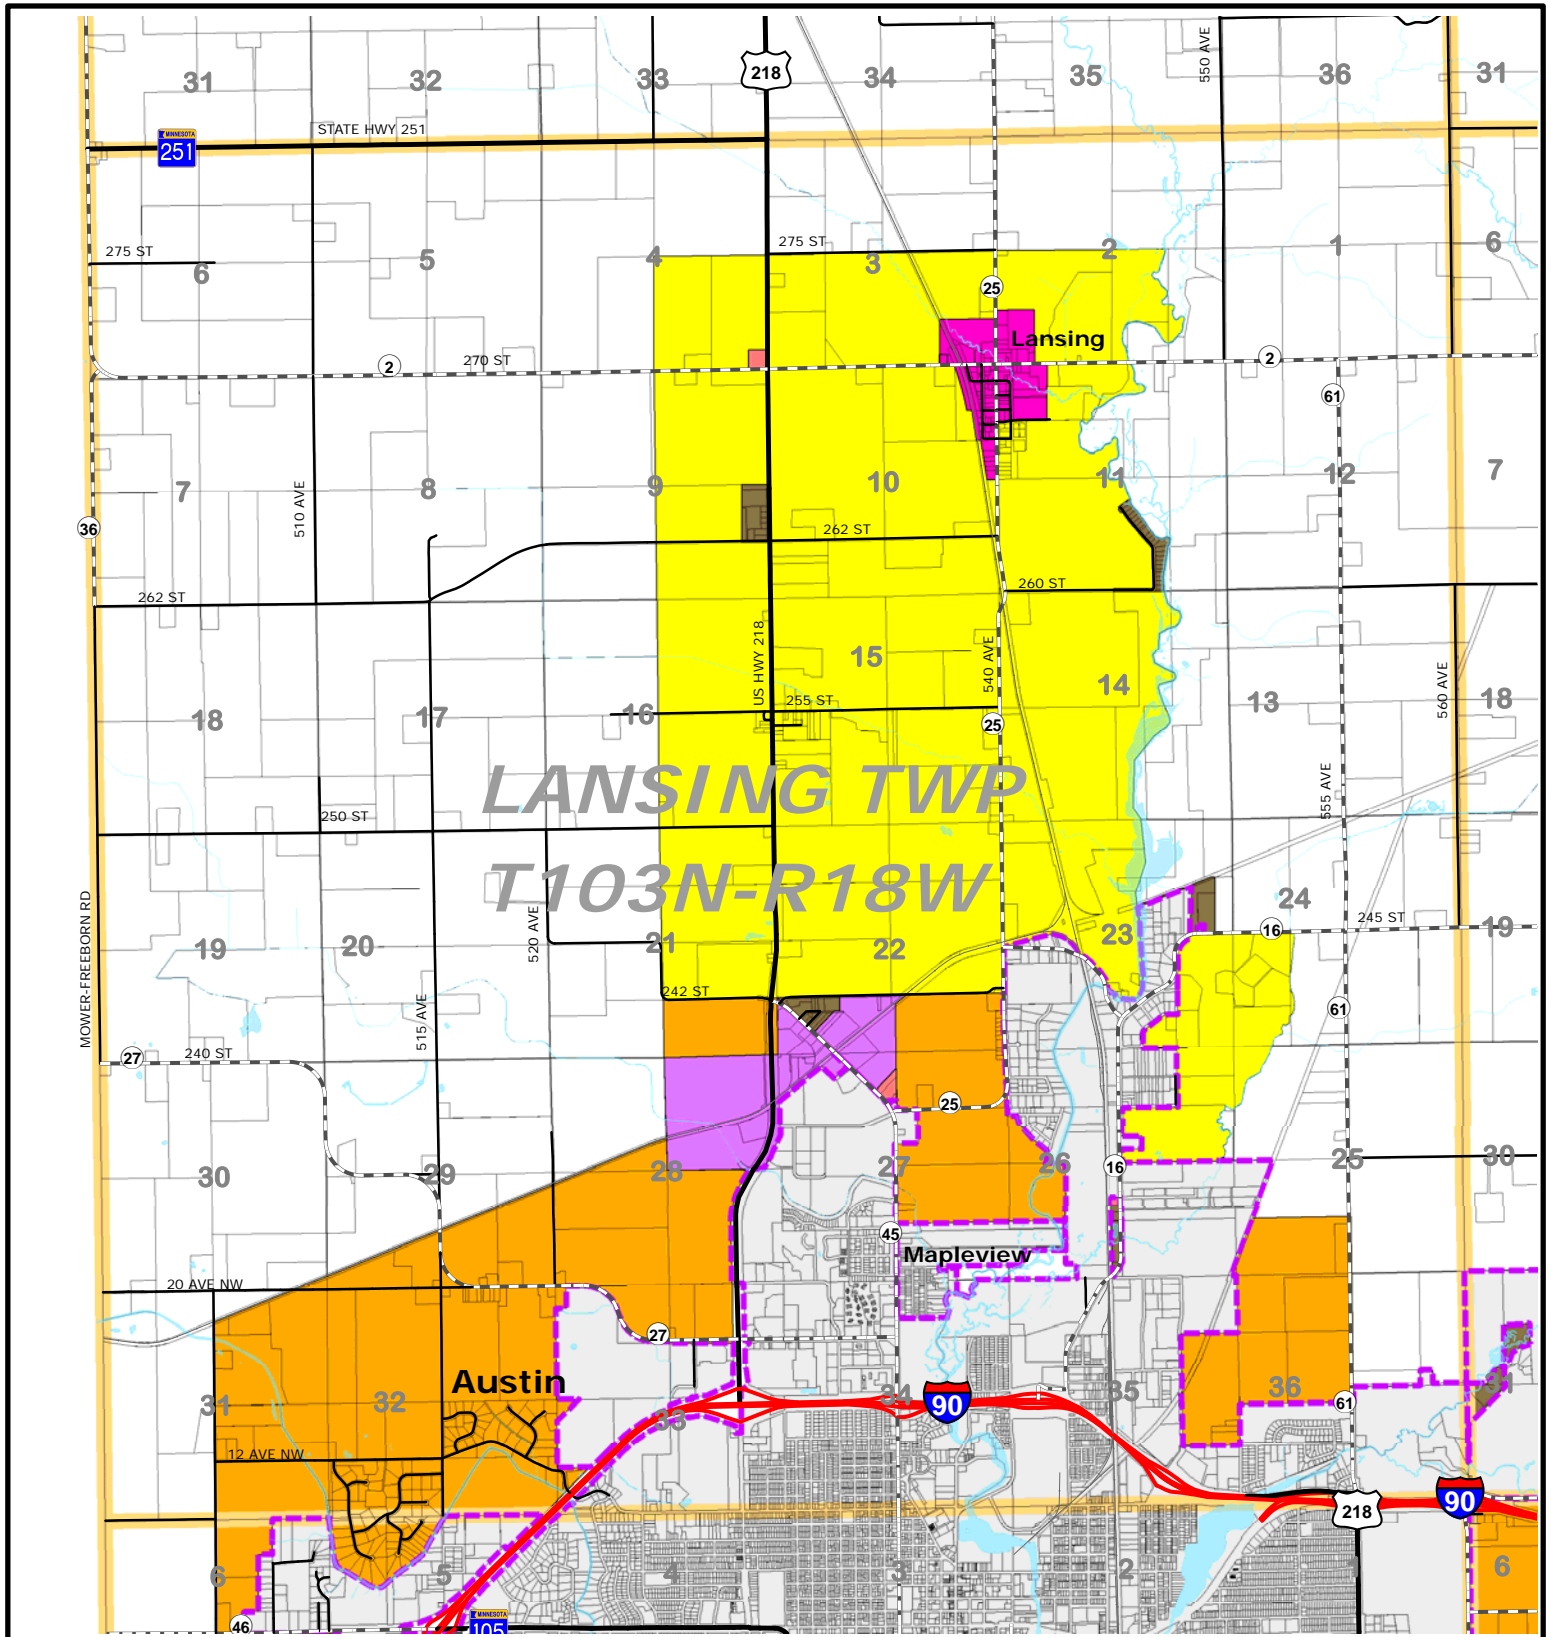 31
32
33
218
34
35
550 AVE
36
31
MINNESOTA
251
STATE HWY 251
275 ST
6
5
4
275 ST
3
2
1
6
25
Lansing
2
270 ST
2
61
7
510 AVE
8
9
10
11
12
7
36
262 ST
262 ST
260 ST
US HWY 218
15
540 AVE
14
13
560 AVE
18
18
17
16
255 ST
25
LANSING TWP
250 ST
555 AVE
T103N-R18W
MOWER-FREEBORN RD
19
20
520 AVE
21
22
23
24
16
245 ST
19
515 AVE
242 ST
61
27
240 ST
25
30
29
28
27
26
16
25
30
45
Mapleview
20 AVE NW
27
31
32
Austin
33
34
90
35
36
61
31
12 AVE NW
90
218
6
5
4
3
2
6
46
MINNESOTA
105